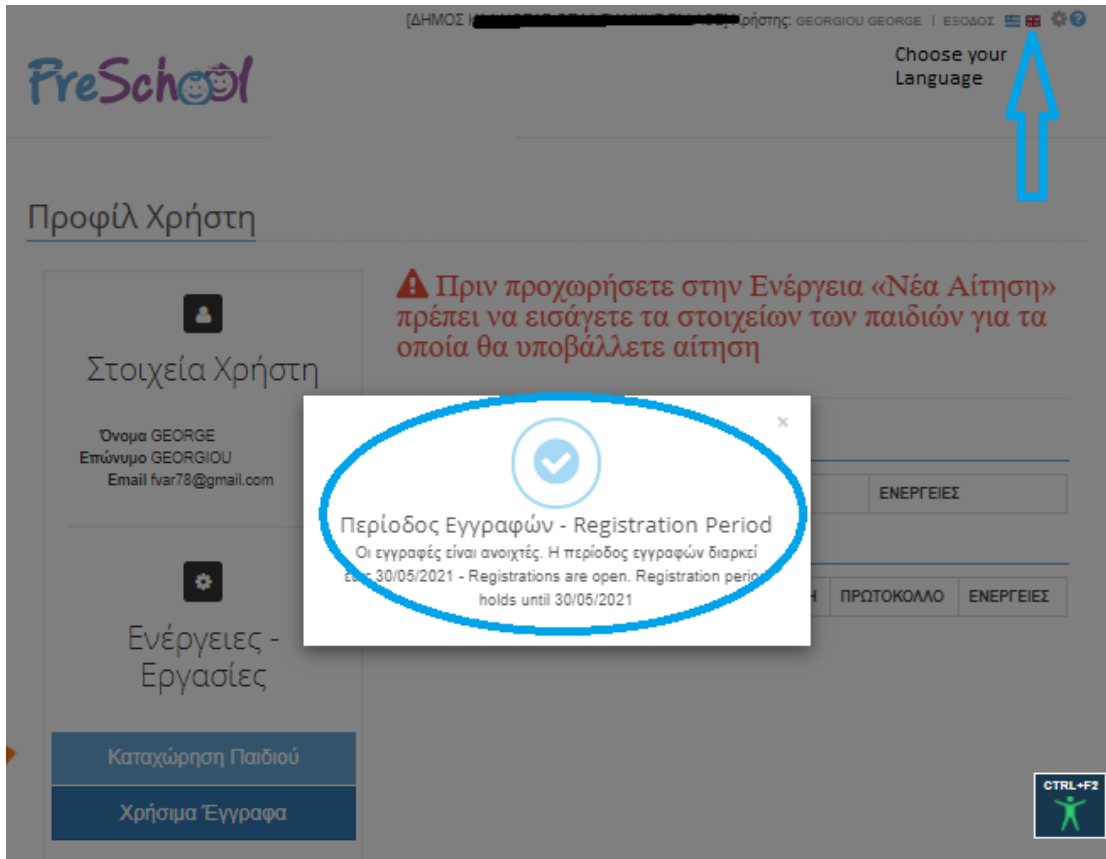 [ΔΗΜΟΣ Χρήστης: GEORGIOU GEORGE | ΕΞΟΔΟΣ
Choose your
Language
PreSchool
Προφίλ Χρήστη
Στοιχεία Χρήστη
Όνομα GEORGE
Επώνυμο GEORGIOU
Email fvar78@gmail.com
Ενέργειες -
Εργασίες
Καταχώρηση Παιδιού
Χρήσιμα Έγγραφα
Πριν προχωρήσετε στην Ενέργεια «Νέα Αίτηση»
πρέπει να εισάγετε τα στοιχείων των παιδιών για τα
οποία θα υποβάλλετε αίτηση
×
Περίοδος Εγγραφών - Registration Period
Οι εγγραφές είναι ανοιχτές. Η περίοδος εγγραφών διαρκεί
έως 30/05/2021 - Registrations are open. Registration period
holds until 30/05/2021
ΕΝΕΡΓΕΙΕΣ
ΠΡΩΤΟΚΟΛΛΟ ΕΝΕΡΓΕΙΕΣ
CTRL+F2